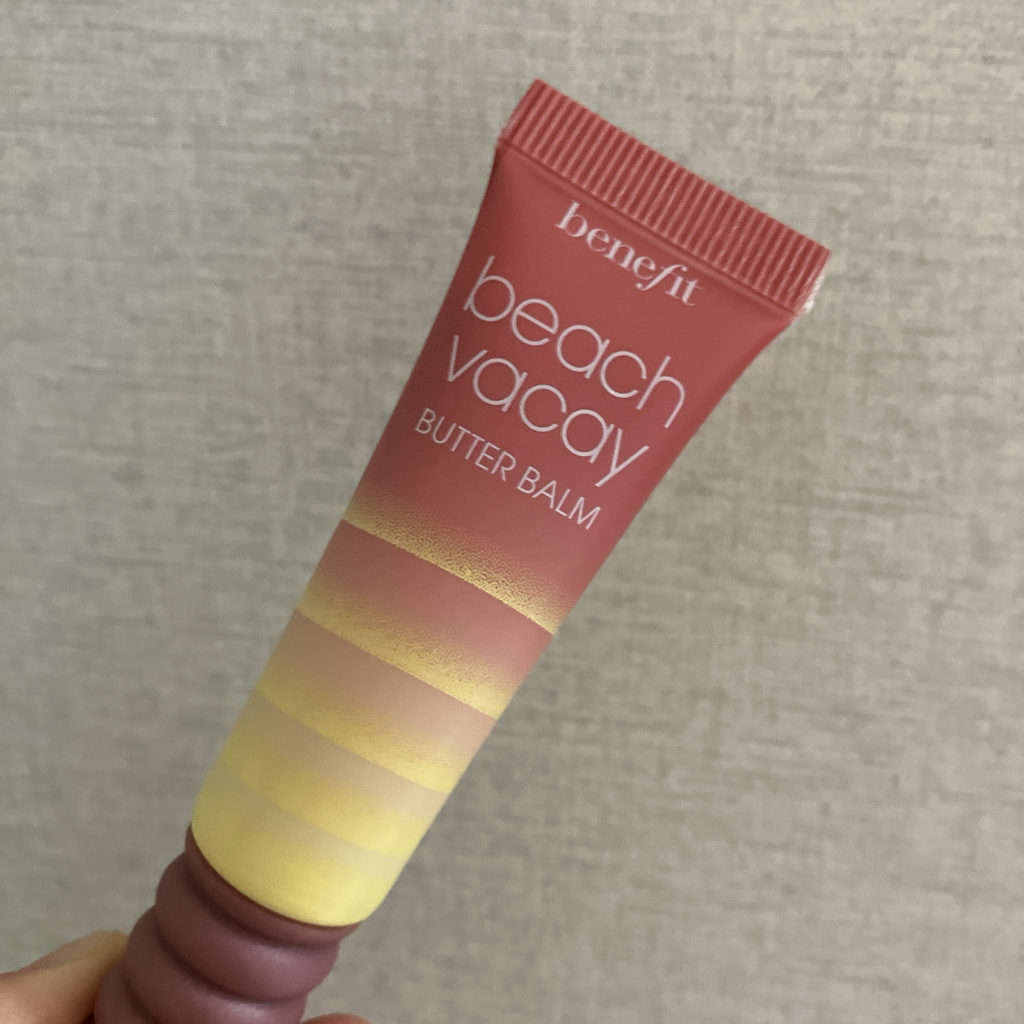 benefit
beach
vacay
BUTTER BALM